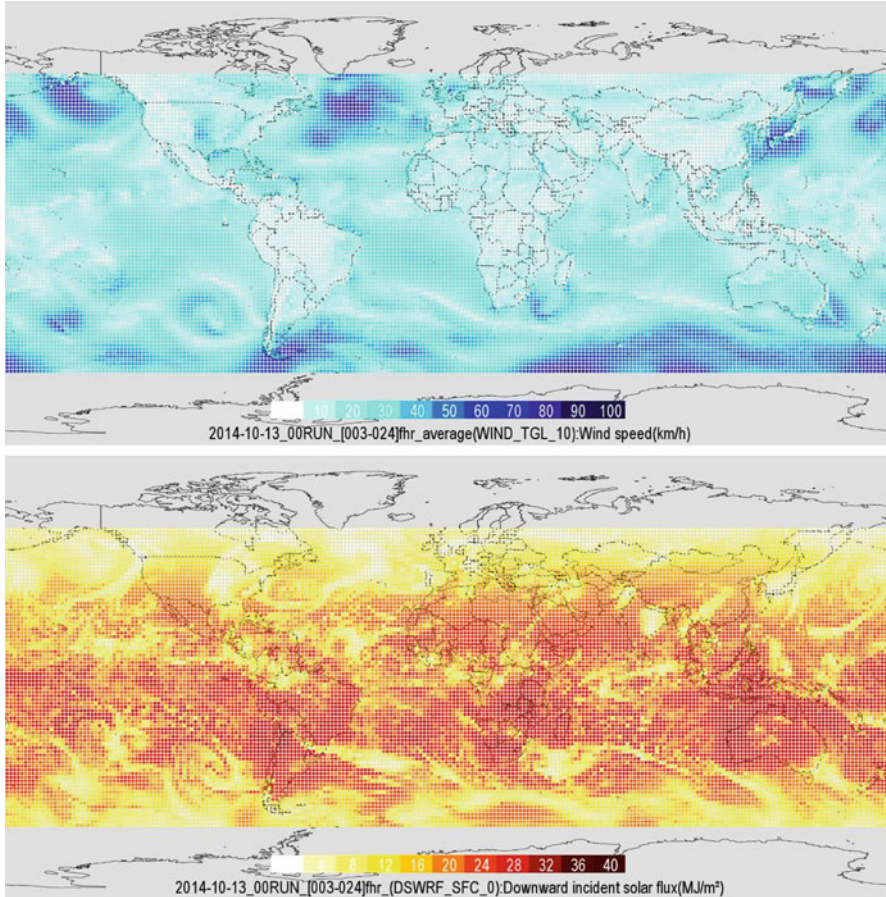 10 20 30 40 50 60 70 80 90 100
2014-10-13_00RUN_[003-024]fhr_average(WIND_TGL_10):Wind speed(km/h)
4 8 12 16 20 24 28 32 36 40
2014-10-13_00RUN_[003-024]fhr_(DSWRF_SFC_0):Downward incident solar flux(MJ/m²)